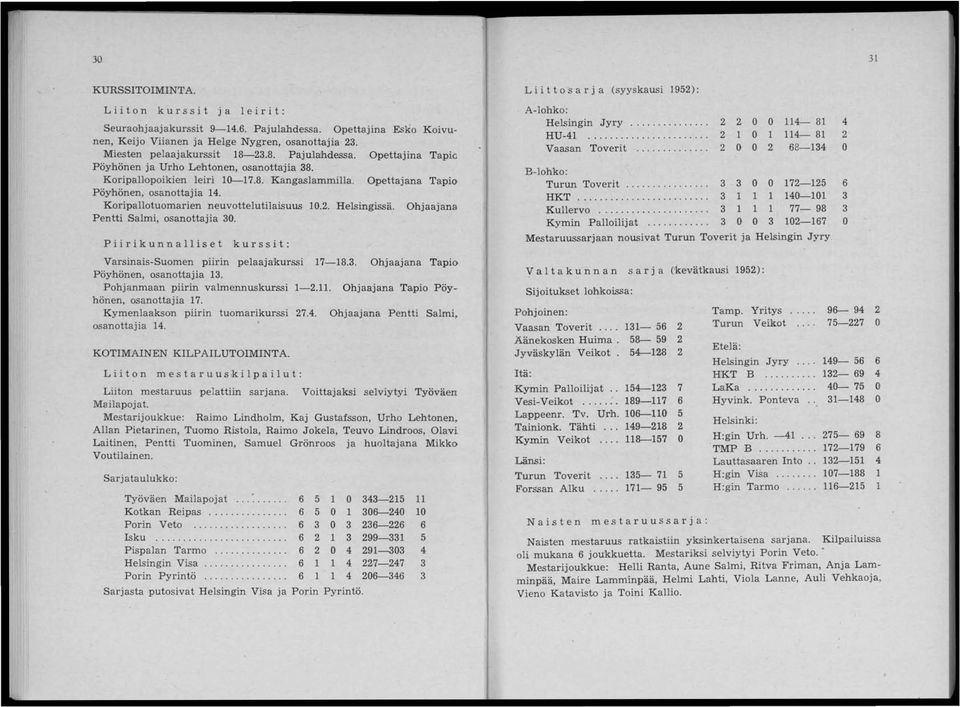 30
KURSSITOIMINTA.
Liiton kurssit ja leirit:
Seuraohjaajakurssit 9—14.6. Pajulahdessa. Opettajina Esko Koivu-
nen, Keijo Viianen ja Helge Nygren, osanottajia 23.
Miesten pelaajakurssit 18—23.8. Pajulahdessa. Opettajina Tapio
Pöyhönen ja Urho Lehtonen, osanottajia 38.
Koripallopoikien leiri 10—17.8. Kangaslammilla. Opettajana Tapio
Pöyhönen, osanottajia 14.
Koripallotuomarien neuvottelutilaisuus 10.2. Helsingissä. Ohjaajana
Pentti Salmi, osanottajia 30.
Piirikunnalliset kurssit:
Varsinais-Suomen piirin pelaajakurssi 17—18.3. Ohjaajana Tapio
Pöyhönen, osanottajia 13.
Pohjanmaan piirin valmennuskurssi 1—2.11. Ohjaajana Tapio Pöy-
hönen, osanottajia 17.
Kymenlaakson piirin tuomarikurssi 27.4. Ohjaajana Pentti Salmi,
osanottajia 14.
KOTIMAINEN KILPAILUTOIMINTA.
Liiton mestaruuskilpailut:
Liiton mestaruus pelattiin sarjana. Voittajaksi selviytyi Työväen
Mailapojat.
Mestarijoukkue: Raimo Lindholm, Kaj Gustafsson, Urho Lehtonen,
Allan Pietarinen, Tuomo Ristola, Raimo Jokela, Teuvo Lindroos, Olavi
Laitinen, Pentti Tuominen, Samuel Grönroos ja huoltajana Mikko
Voutilainen.
Sarjataulukko:
Työväen Mailapojat .......... 6 5 1 0 343—215 11
Kotkan Reipas ............... 6 5 0 1 306—240 10
Porin Veto .................. 6 3 0 3 236—226 6
Isku ........................ 6 2 1 3 299—331 5
Pispalan Tarmo .............. 6 2 0 4 291—303 4
Helsingin Visa ................ 6 1 1 4 227—247 3
Porin Pyrintö ................ 6 1 1 4 206—346 3
Sarjasta putosivat Helsingin Visa ja Porin Pyrintö.
31
Liittosarja (syyskausi 1952):
A-lohko:
Helsingin Jyry ............... 2 2 0 0 114— 81 4
HU-41 ....................... 2 1 0 1 114— 81 2
Vaasan Toverit .............. 2 0 0 2 68—134 0
B-lohko:
Turun Toverit ................ 3 3 0 0 172—125 6
HKT ......................... 3 1 1 1 140—101 3
Kullervo ..................... 3 1 1 1 77— 98 3
Kymin Palloilijat ............ 3 0 0 3 102—167 0
Mestaruussarjaan nousivat Turun Toverit ja Helsingin Jyry
Valtakunnan sarja (kevätkausi 1952):
Sijoitukset lohkoissa:
Pohjoinen:
Vaasan Toverit .... 131— 56 2
Äänekosken Huima . 58— 59 2
Jyväskylän Veikot . 54—128 2
Itä:
Kymin Palloilijat .. 154—123 7
Vesi-Veikot ....... 189—117 6
Lappeenr. Tv. Urh. 106—110 5
Tainionk. Tähti ... 149—218 2
Kymin Veikot .... 118—157 0
Länsi:
Turun Toverit .... 135— 71 5
Forssan Alku ..... 171— 95 5
Tamp. Yritys ..... 96— 94 2
Turun Veikot .... 75—227 0
Etelä:
Helsingin Jyry .... 149— 56 6
HKT B .......... 132— 69 4
LaKa ............. 40— 75 0
Hyvink. Ponteva .. 31—148 0
Helsinki:
H:gin Urh. —41 ... 275— 69 8
TMP B ........... 172—179 6
Lauttasaaren Into .. 132—151 4
H:gin Visa ........ 107—188 1
H:gin Tarmo ...... 116—215 1
Naisten mestaruussarja:
Naisten mestaruus ratkaistiin yksinkertaisena sarjana. Kilpailuissa
oli mukana 6 joukkuetta. Mestariksi selviytyi Porin Veto.
Mestarijoukkue: Helli Ranta, Aune Salmi, Ritva Friman, Anja Lam-
minpää, Maire Lamminpää, Helmi Lahti, Viola Lanne, Auli Vehkaoja,
Vieno Katavisto ja Toini Kallio.